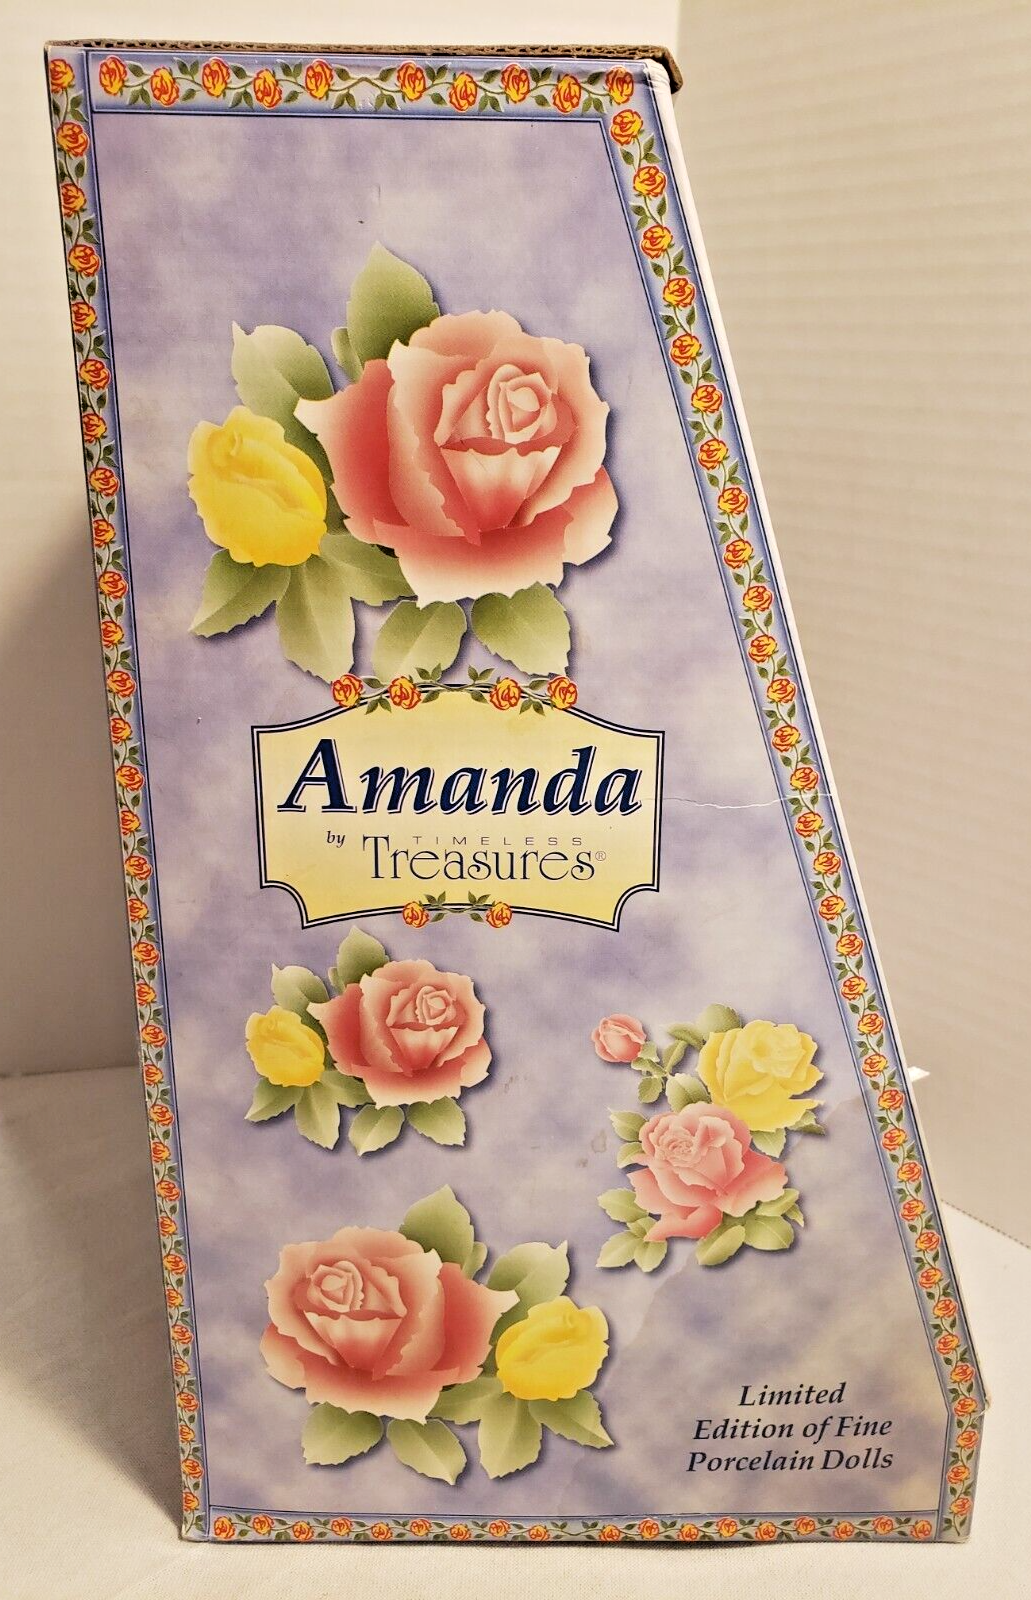 Amanda
by TIMELESS
Treasures®
Limited
Edition of Fine
Porcelain Dolls